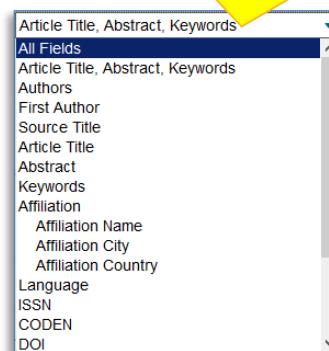 Article Title, Abstract, Keywords
All Fields
Article Title, Abstract, Keywords
Authors
First Author
Source Title
Article Title
Abstract
Keywords
Affiliation
Affiliation Name
Affiliation City
Affiliation Country
Language
ISSN
CODEN
DOI